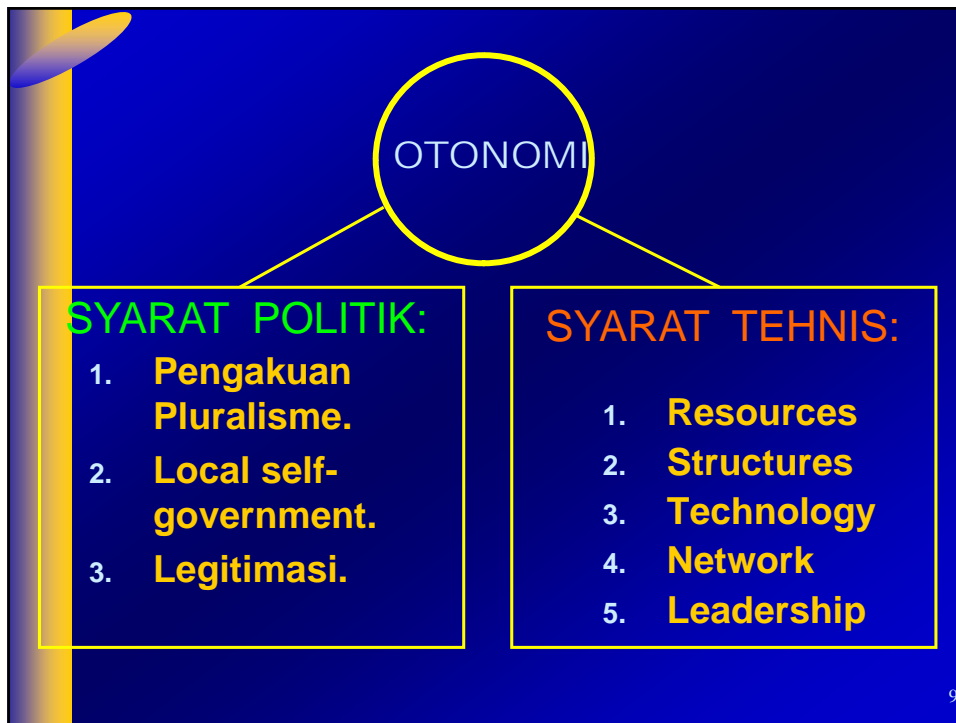 OTONOMI
SYARAT POLITIK:
1. Pengakuan
Pluralisme.
2. Local self-
government.
3. Legitimasi.
SYARAT TEHNIS:
1. Resources
2. Structures
3. Technology
4. Network
5. Leadership
9